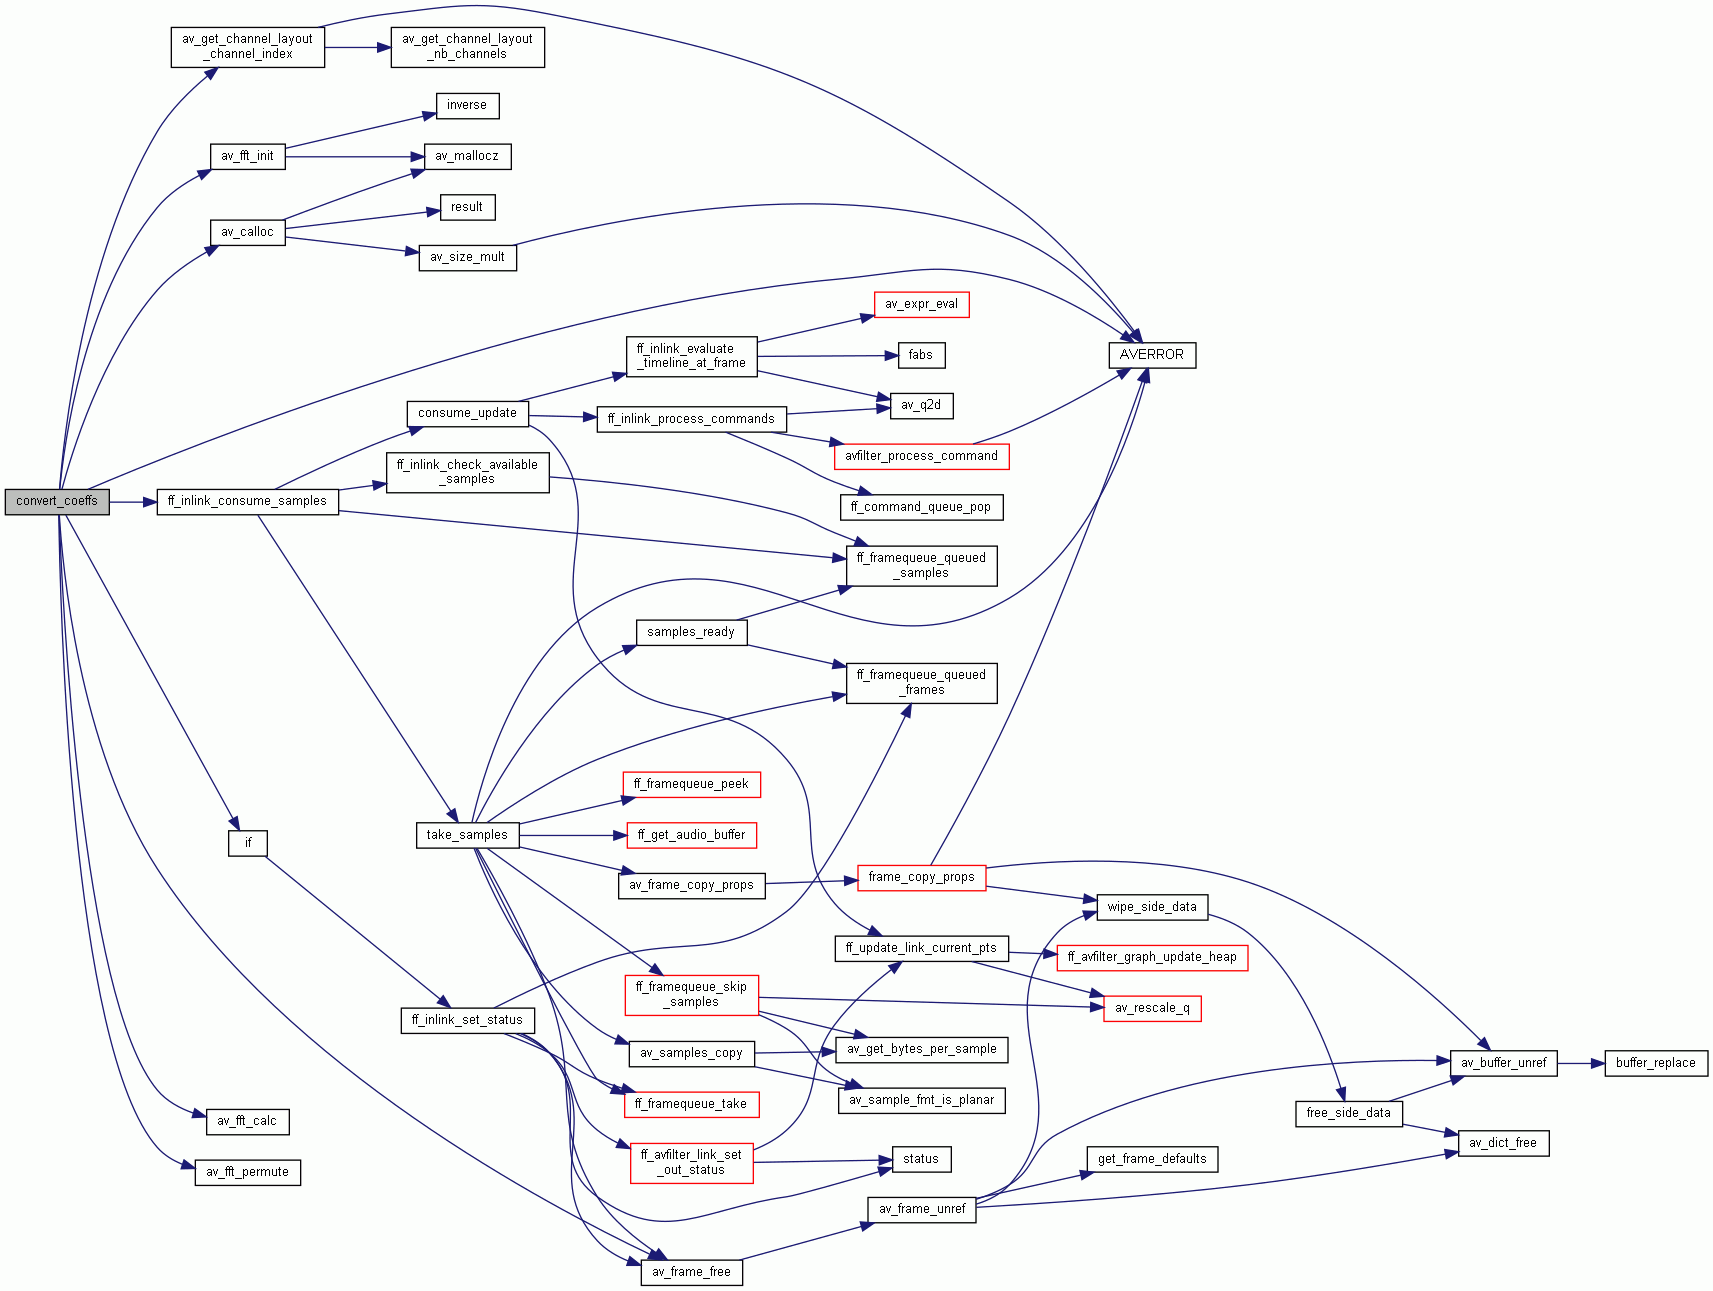 av_get_channel_layout
_channel_index
av_get_channel_layout
_nb_channels
inverse
av_fft_init
av_mallocz
result
av_calloc
av_size_mult
av_expr_eval
ff_inlink_evaluate
_timeline_at_frame
fabs
AVERROR
av_q2d
consume_update
ff_inlink_process_commands
avfilter_process_command
ff_inlink_check_available
_samples
convert_coeffs
ff_inlink_consume_samples
ff_command_queue_pop
ff_framequeue_queued
_samples
samples_ready
ff_framequeue_queued
_frames
ff_framequeue_peek
take_samples
ff_get_audio_buffer
if
av_frame_copy_props
frame_copy_props
wipe_side_data
ff_update_link_current_pts
ff_avfilter_graph_update_heap
ff_framequeue_skip
_samples
av_rescale_q
ff_inlink_set_status
av_samples_copy
av_get_bytes_per_sample
av_buffer_unref
buffer_replace
ff_framequeue_take
av_sample_fmt_is_planar
free_side_data
av_fft_calc
av_dict_free
ff_avfilter_link_set
_out_status
status
get_frame_defaults
av_fft_permute
av_frame_unref
av_frame_free